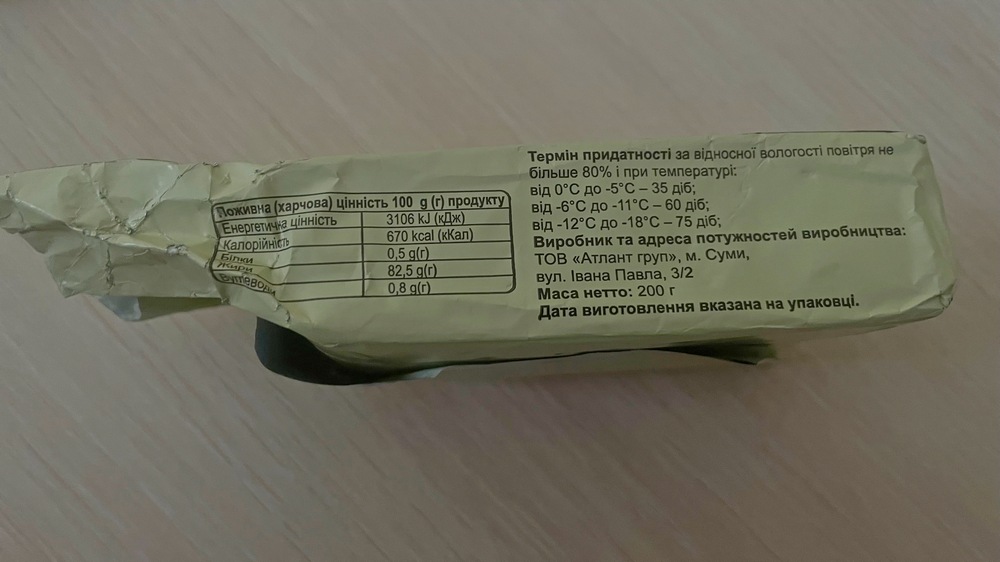 Поживна (харчова) цінність 100 g (г) продукту
Енергетична цінність 3106 kJ (кДж)
Калорійність 670 kcal (кКал)
Білки 0,5 g(г)
Жири 82,5 g(г)
Вуглеводи 0,8 g(г)
Термін придатності за відносної вологості повітря не
більше 80% і при температурі:
від 0°С до -5°С – 35 діб;
від -6°С до -11°С – 60 діб;
від -12°С до -18°С – 75 діб;
Виробник та адреса потужностей виробництва:
ТОВ «Атлант груп», м. Суми,
вул. Івана Павла, 3/2
Маса нетто: 200 г
Дата виготовлення вказана на упаковці.